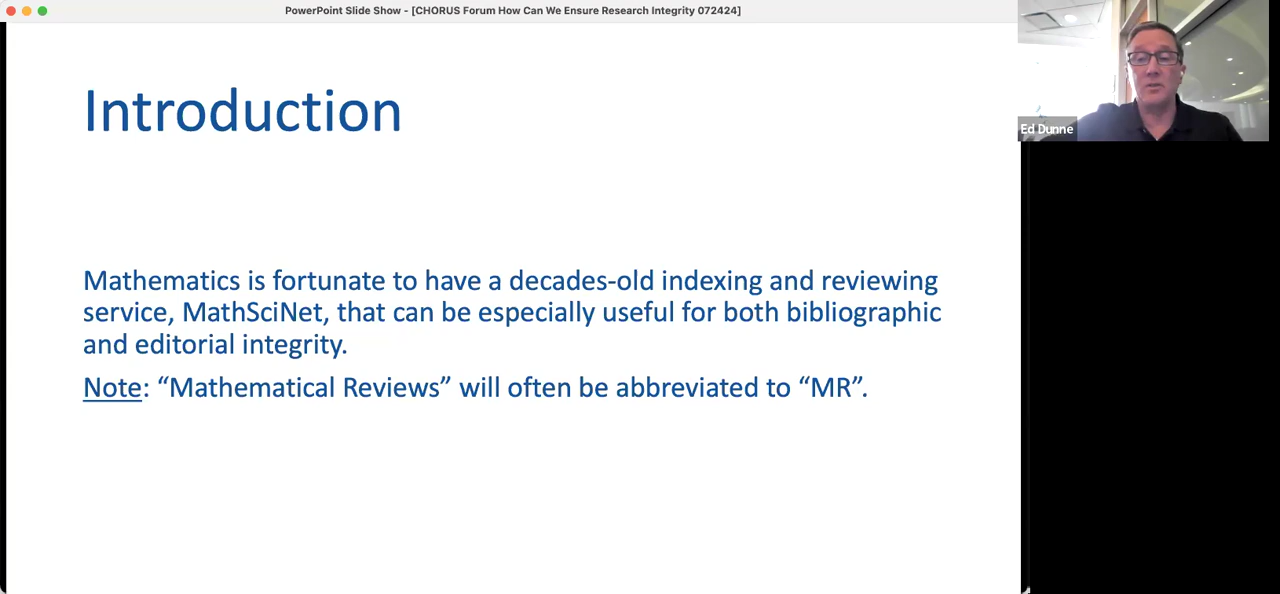 PowerPoint Slide Show - [CHORUS Forum How Can We Ensure Research Integrity 072424]
Introduction
Ed Dunne
Mathematics is fortunate to have a decades-old indexing and reviewing
service, MathSciNet, that can be especially useful for both bibliographic
and editorial integrity.
Note: “Mathematical Reviews” will often be abbreviated to “MR”.